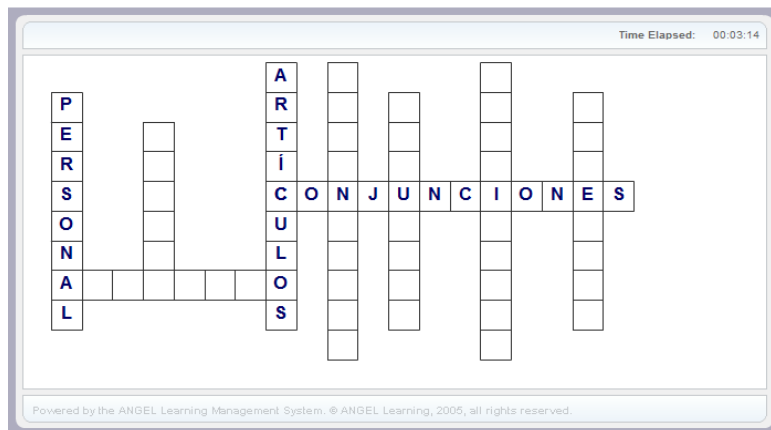 Time Elapsed: 00:03:14
PERSONAL
ARTÍCULOS
CONJUNCIONES
Powered by the ANGEL Learning Management System. © ANGEL Learning, 2005, all rights reserved.